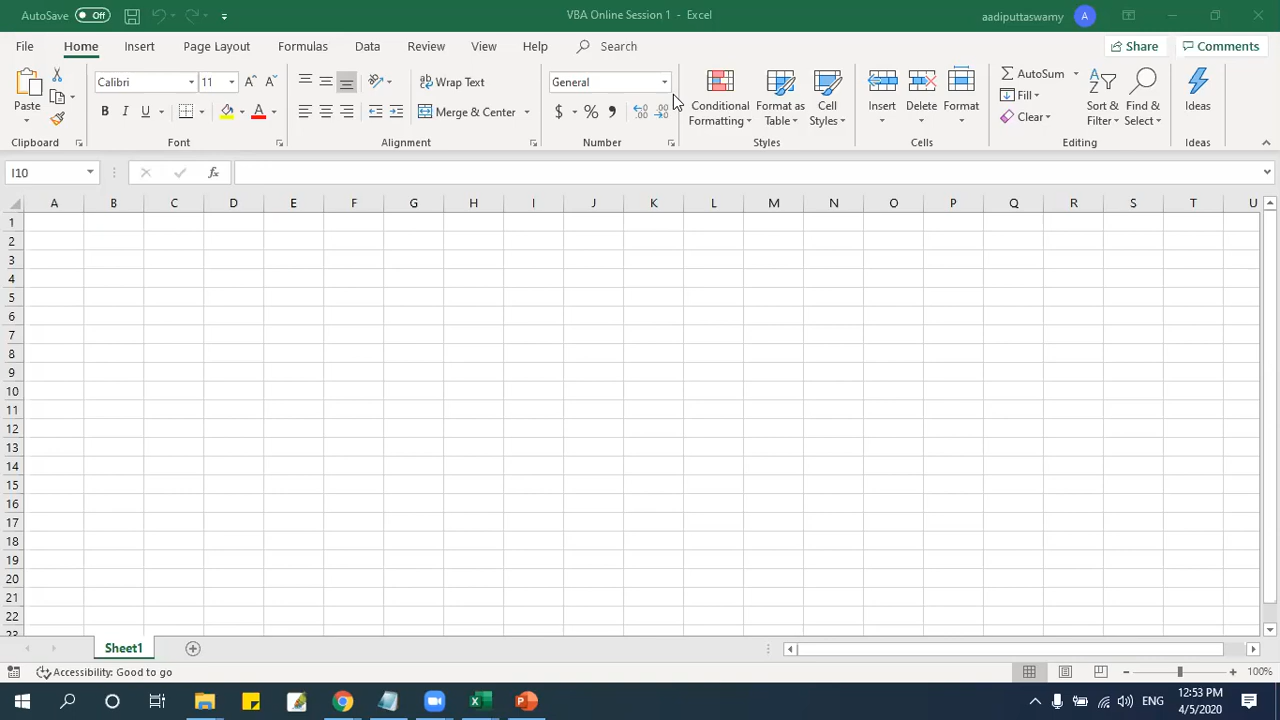 AutoSave Off VBA Online Session 1 - Excel aadiputtaswamy A
File Home Insert Page Layout Formulas Data Review View Help Search Share Comments
Paste Calibri 11 Wrap Text General Conditional Formatting Format as Table Cell Styles Insert Delete Format AutoSum Sort & Filter Find & Select Ideas
B I U A Merge & Center $ % Fill
Clear
Clipboard Font Alignment Number Styles Cells Editing Ideas
I10 fx
A B C D E F G H I J K L M N O P Q R S T U
1
2
3
4
5
6
7
8
9
10
11
12
13
14
15
16
17
18
19
20
21
22
23
Sheet1
Accessibility: Good to go 100%
ENG 12:53 PM
4/5/2020